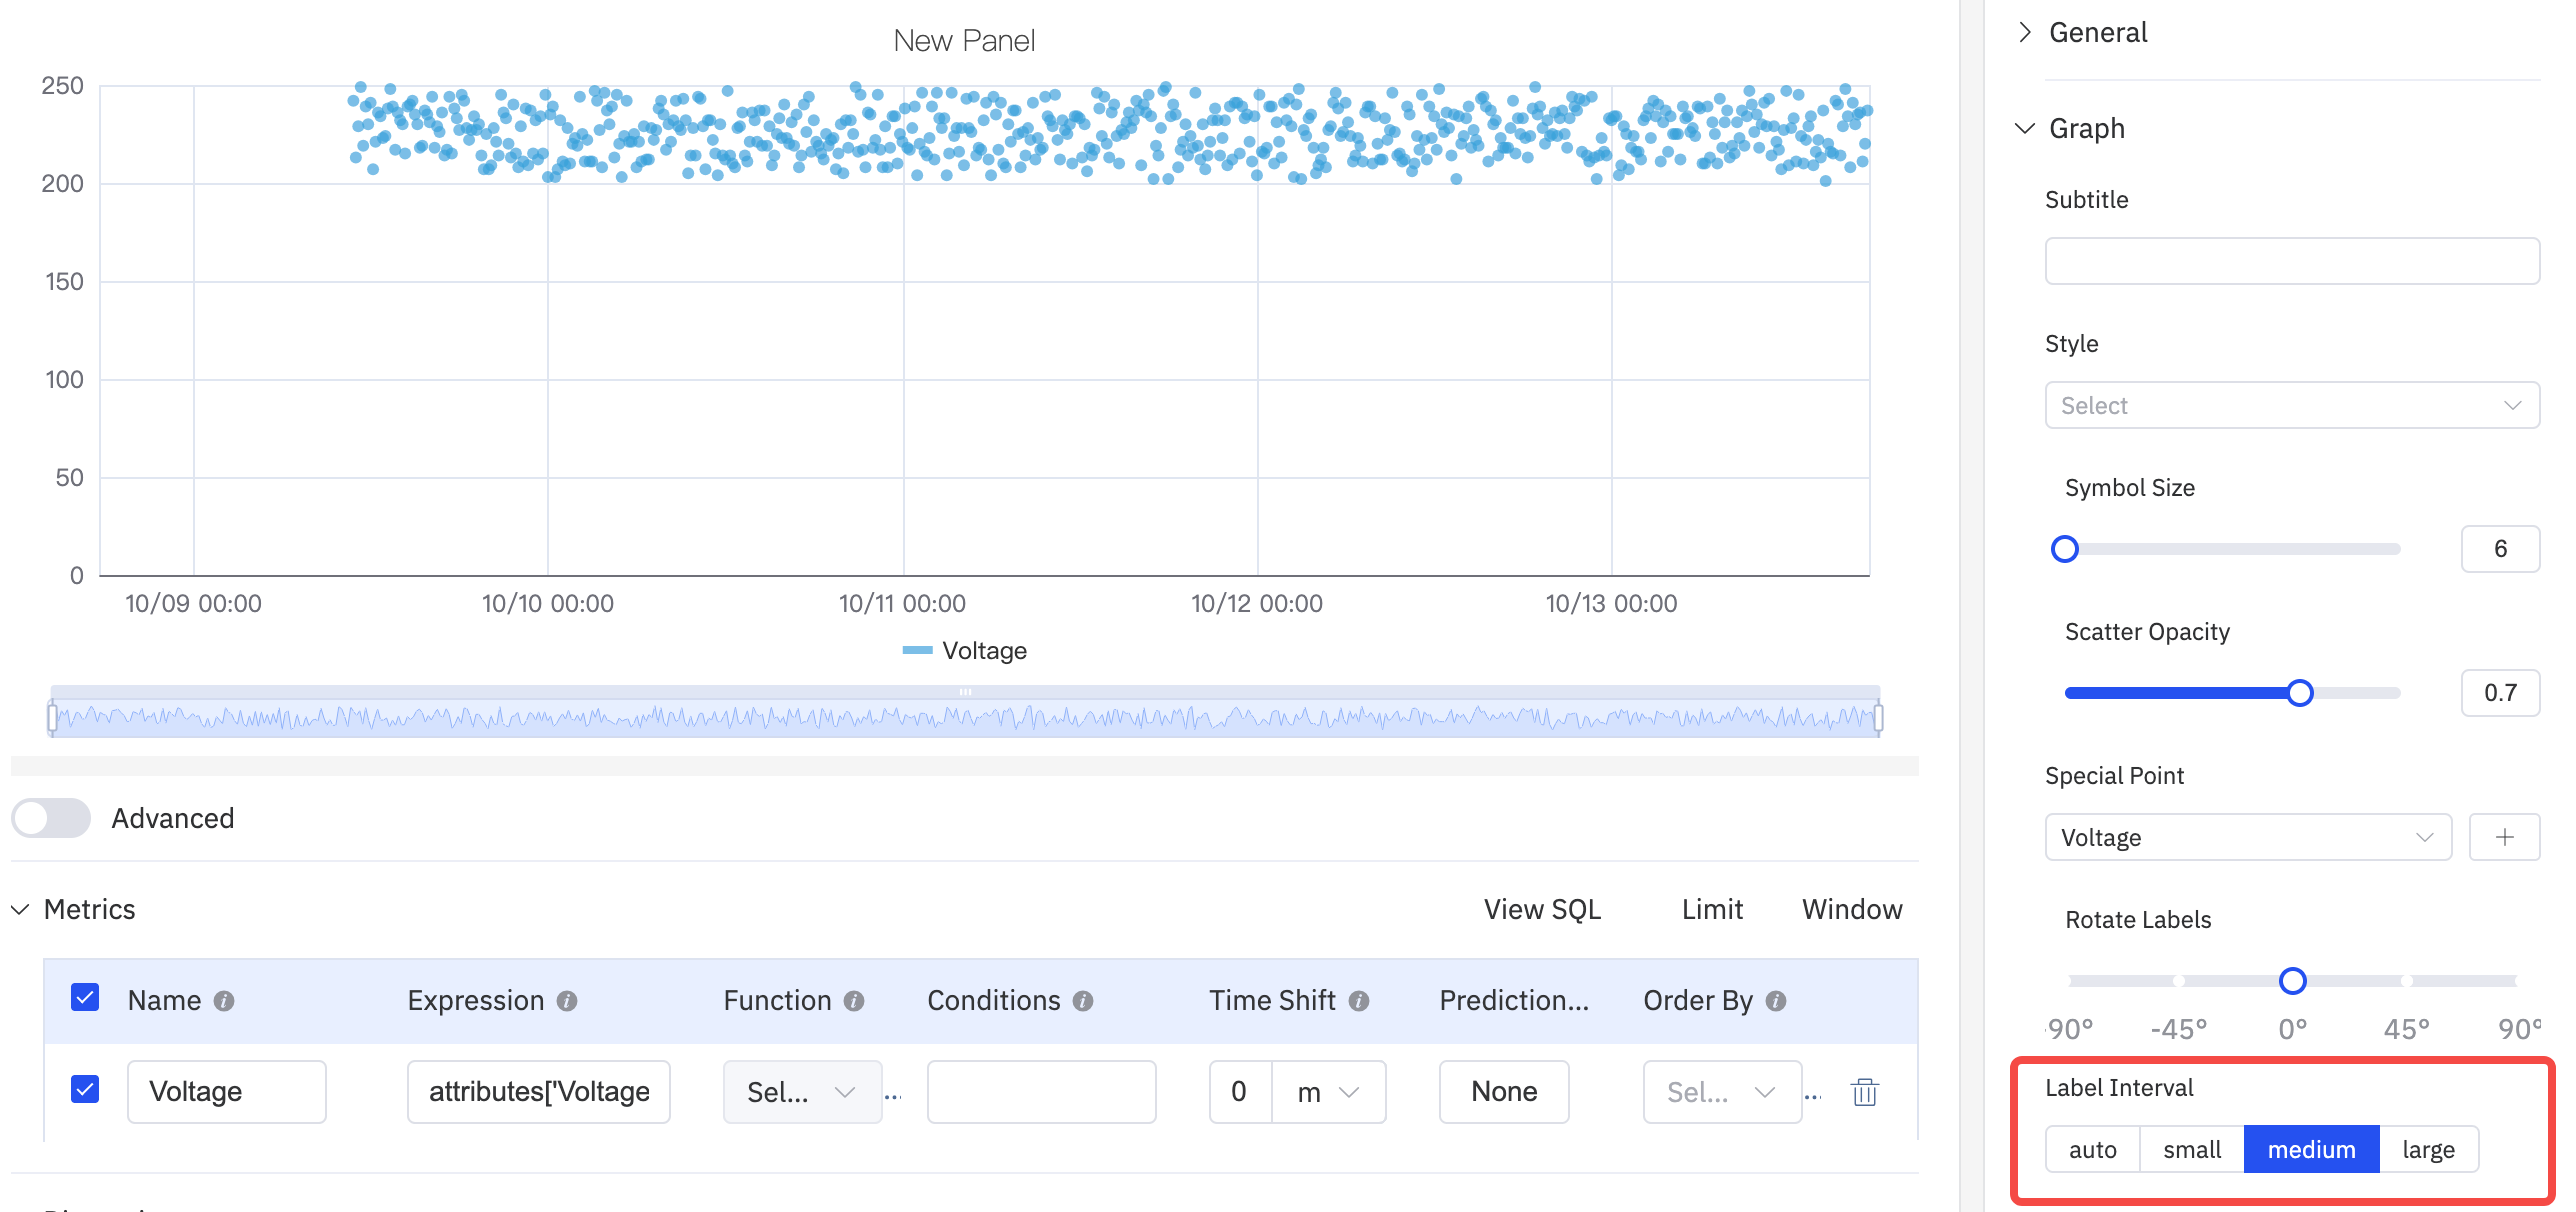 New Panel
250
200
150
100
50
0
10/09 00:00
10/10 00:00
10/11 00:00
10/12 00:00
10/13 00:00
Voltage
Advanced
Metrics
View SQL
Limit
Window
Name
Expression
Function
Conditions
Time Shift
Prediction...
Order By
Voltage
attributes['Voltage
Sel...
...
0
m
None
Sel...
...
General
Graph
Subtitle
Style
Select
Symbol Size
6
Scatter Opacity
0.7
Special Point
Voltage
+
Rotate Labels
-90°
-45°
0°
45°
90°
Label Interval
auto
small
medium
large